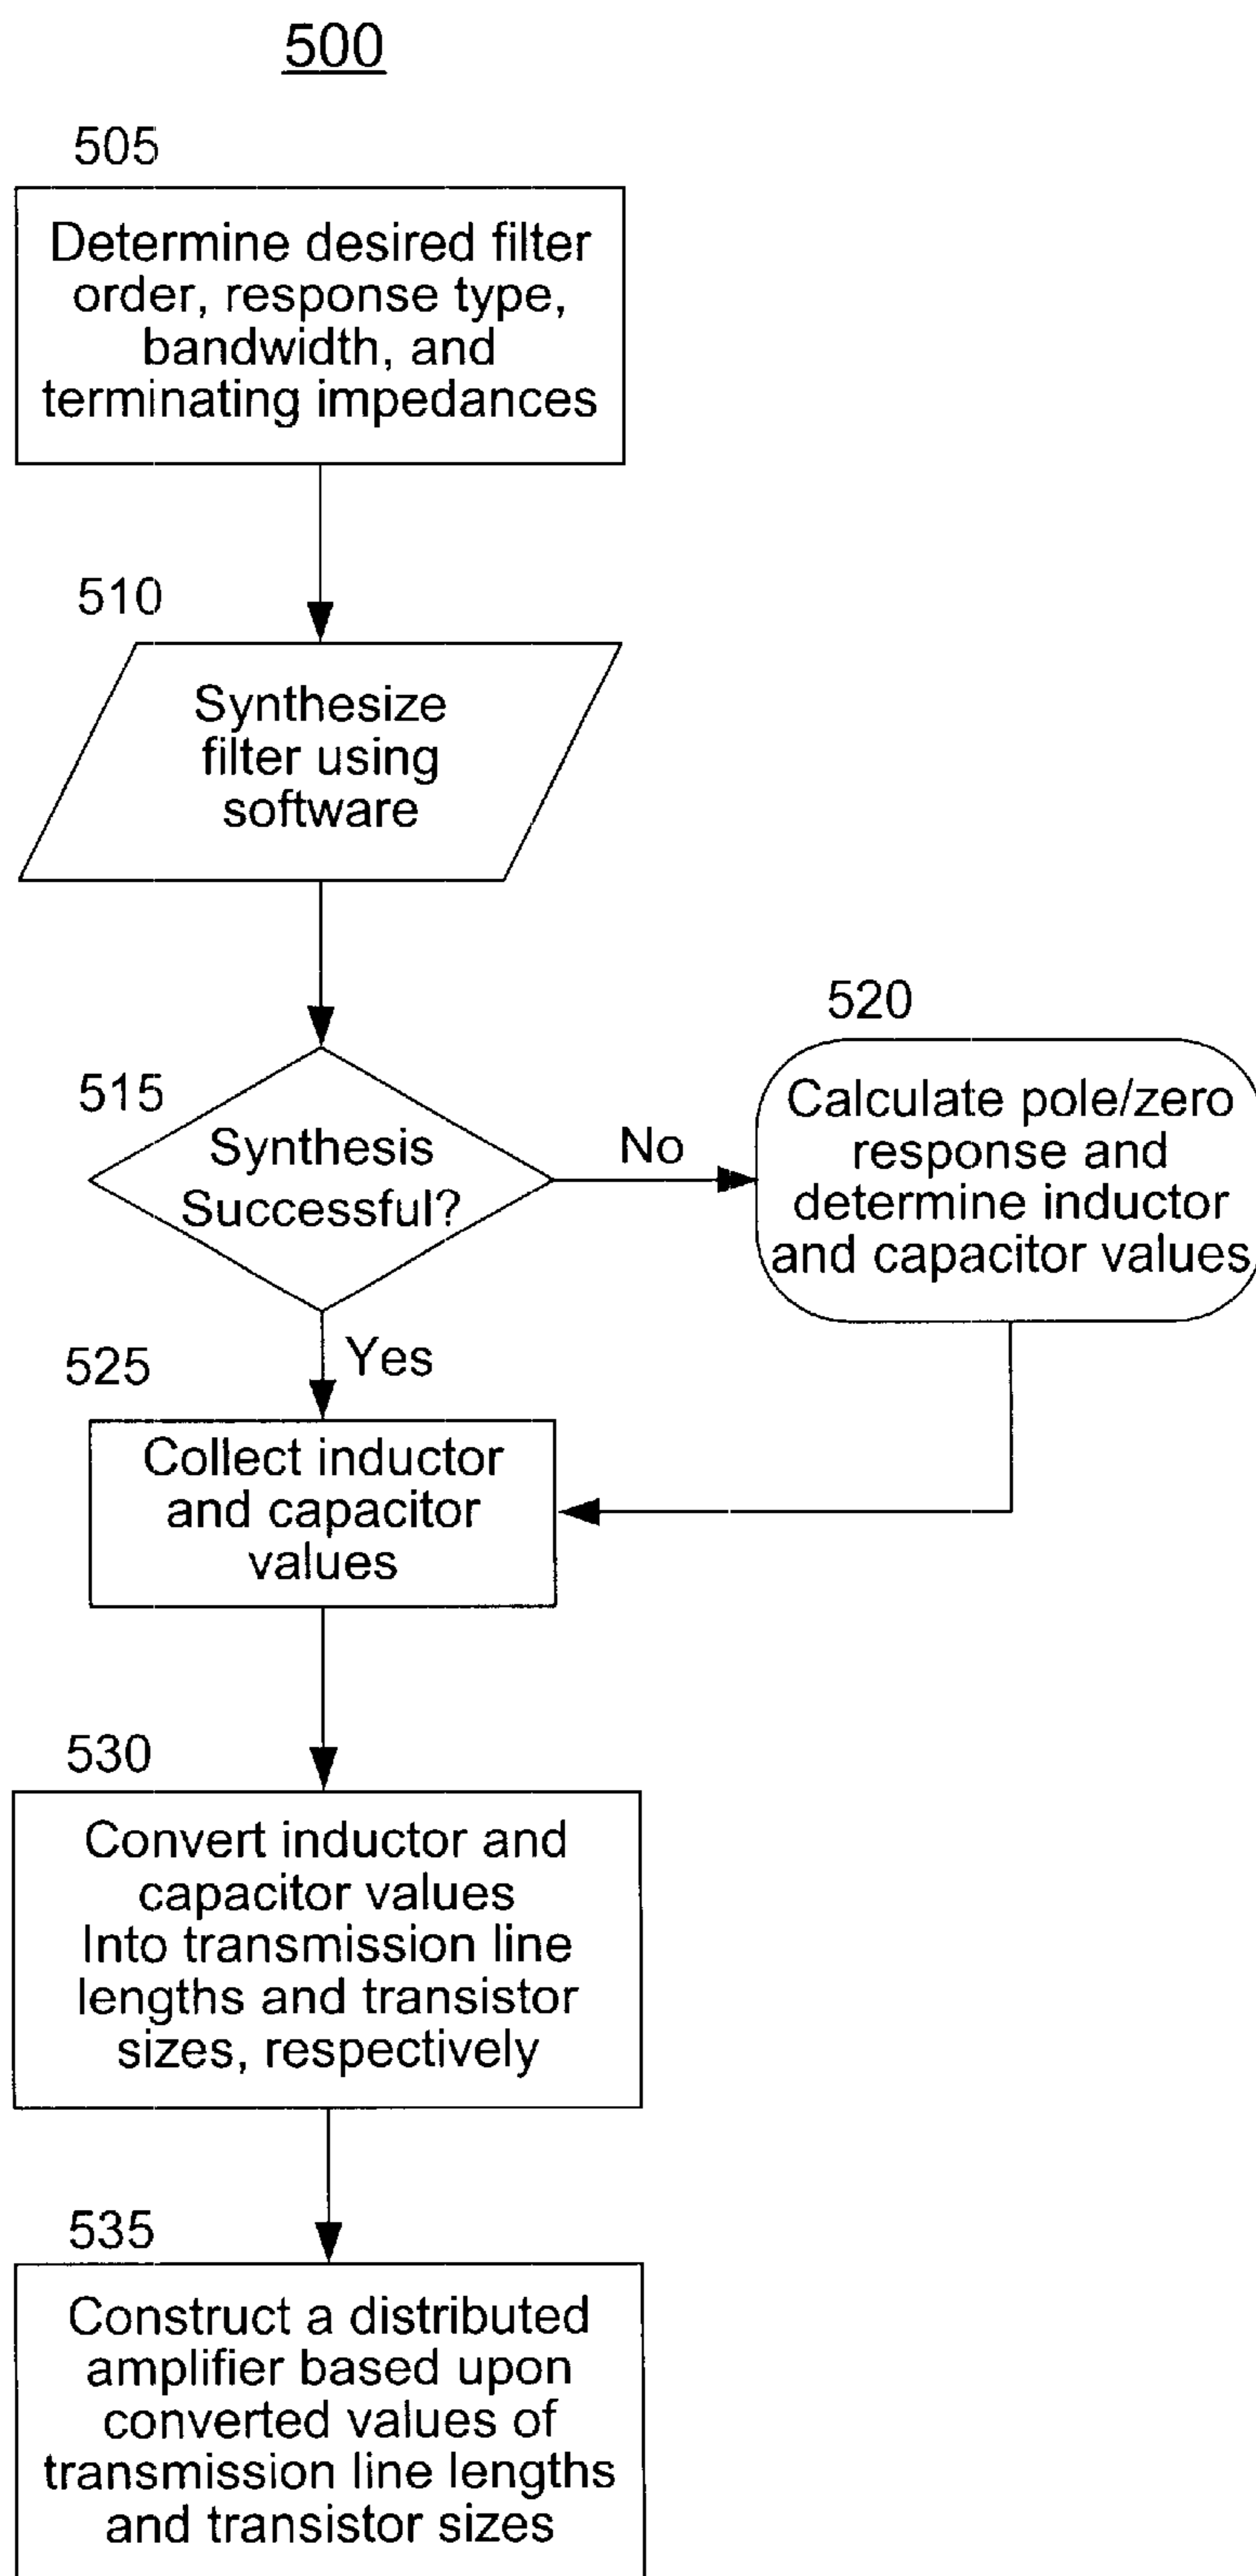 500
505
Determine desired filter
order, response type,
bandwidth, and
terminating impedances
510
Synthesize
filter using
software
515
Synthesis
Successful?
No
520
Calculate pole/zero
response and
determine inductor
and capacitor values
Yes
525
Collect inductor
and capacitor
values
530
Convert inductor and
capacitor values
Into transmission line
lengths and transistor
sizes, respectively
535
Construct a distributed
amplifier based upon
converted values of
transmission line lengths
and transistor sizes